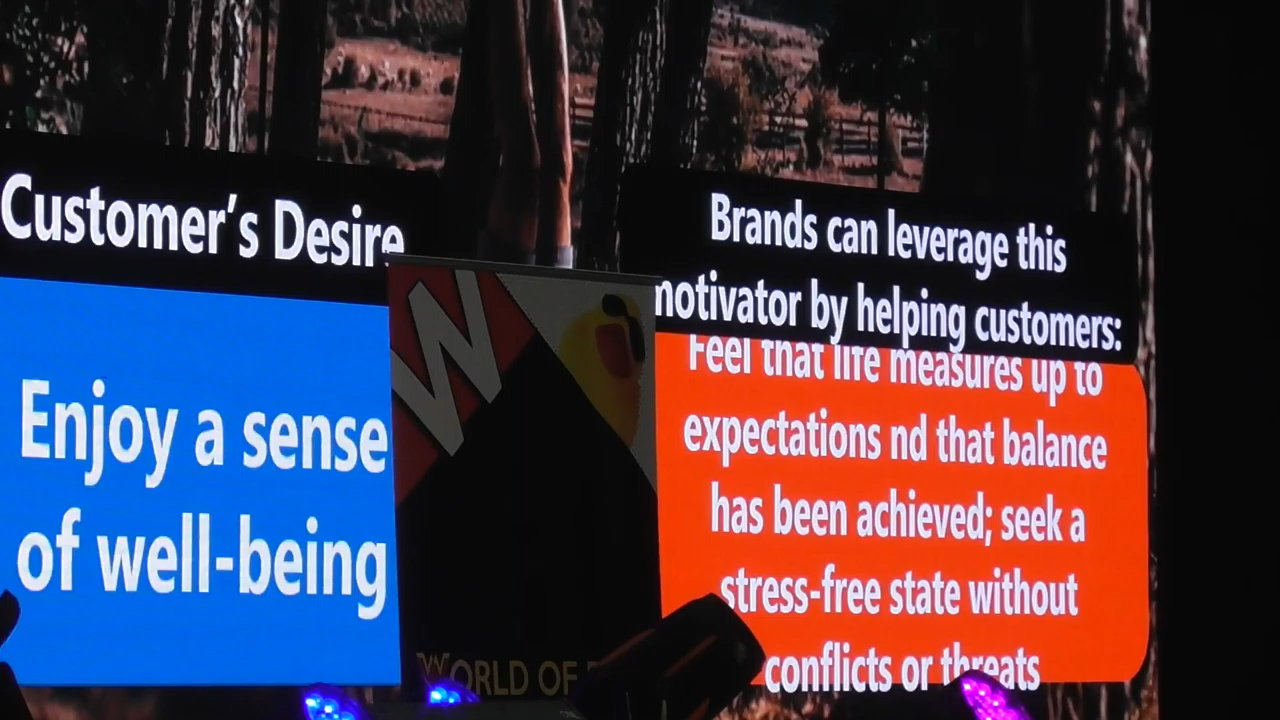 Customer's Desire
Enjoy a sense
of well-being
W
WORLD OF
Brands can leverage this
motivator by helping customers:
Feel that life measures up to
expectations nd that balance
has been achieved; seek a
stress-free state without
conflicts or threats